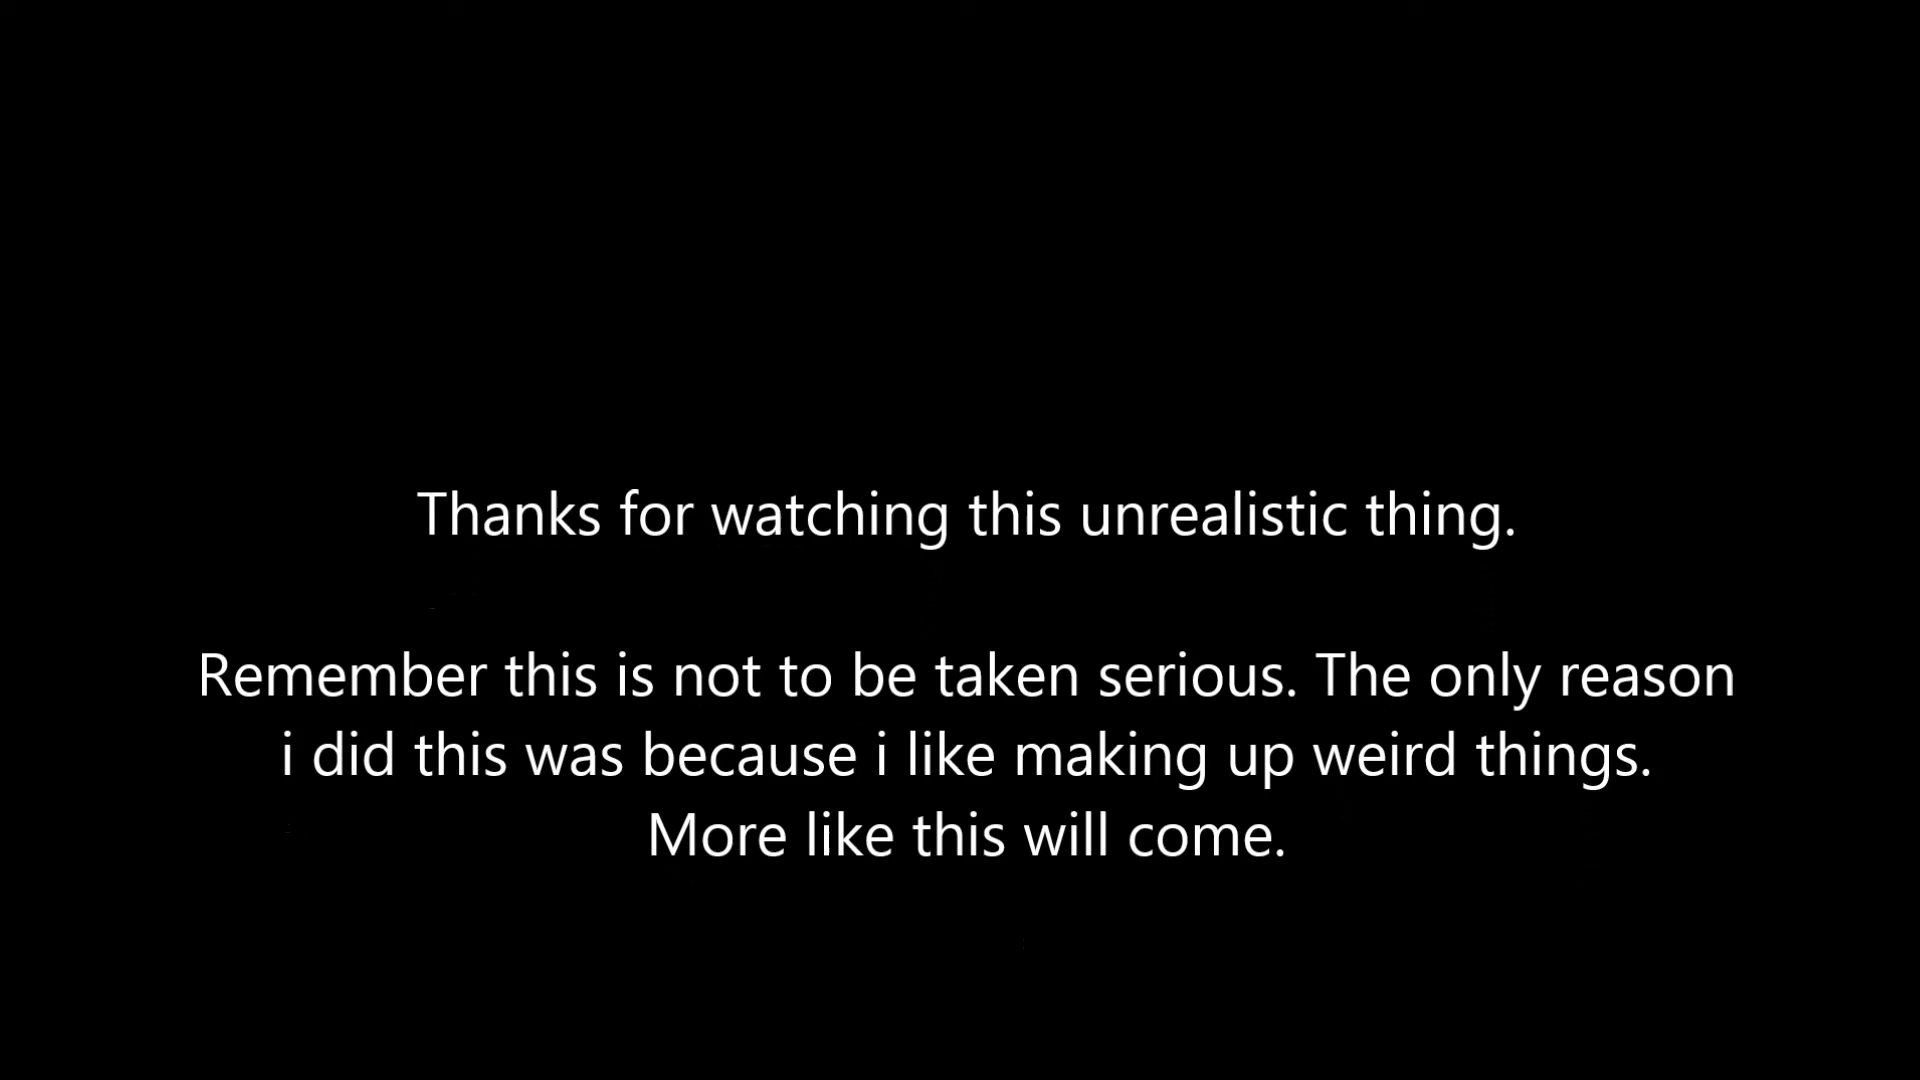 Thanks for watching this unrealistic thing.
Remember this is not to be taken serious. The only reason
i did this was because i like making up weird things.
More like this will come.